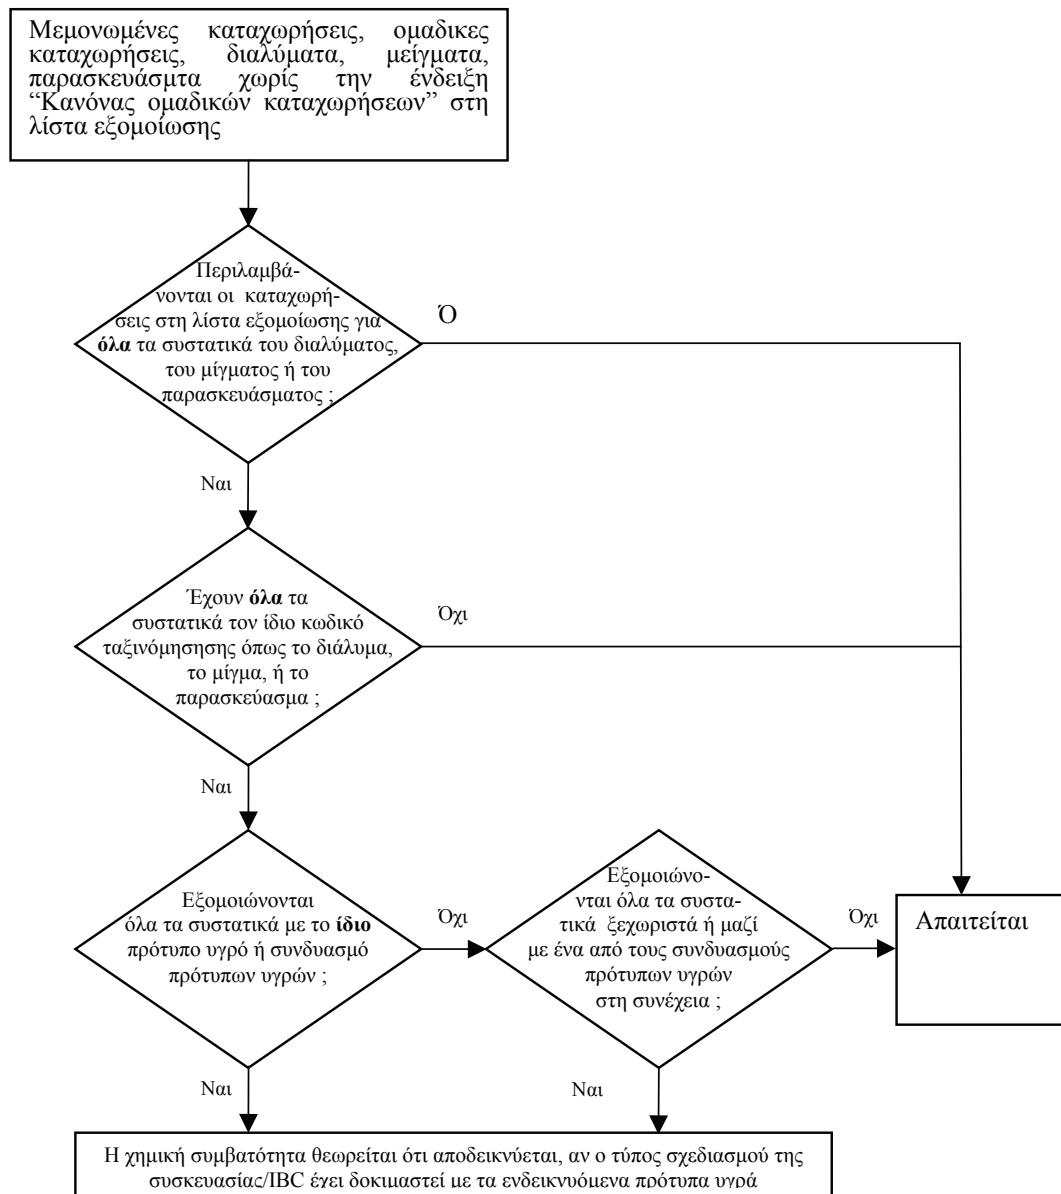 Μεμονωμένες καταχωρήσεις, ομαδικες
καταχωρήσεις, διαλύματα, μείγματα,
παρασκευάσμτα χωρίς την ένδειξη
“Κανόνας ομαδικών καταχωρήσεων” στη
λίστα εξομοίωσης
Περιλαμβά-
νονται οι καταχωρή-
σεις στη λίστα εξομοίωσης για
όλα τα συστατικά του διαλύματος,
του μίγματος ή του
παρασκευάσματος ;
Ό
Ναι
Έχουν όλα τα
συστατικά τον ίδιο κωδικό
ταξινόμησησης όπως το διάλυμα,
το μίγμα, ή το
παρασκεύασμα ;
Όχι
Ναι
Εξομοιώνονται
όλα τα συστατικά με το ίδιο
πρότυπο υγρό ή συνδυασμό
πρότυπων υγρών ;
Όχι
Εξομοιώνο-
νται όλα τα συστα-
τικά ξεχωριστά ή μαζί
με ένα από τους συνδυασμούς
πρότυπων υγρών
στη συνέχεια ;
Όχι
Απαιτείται
Ναι
Ναι
Η χημική συμβατότητα θεωρείται ότι αποδεικνύεται, αν ο τύπος σχεδιασμού της
συσκευασίας/IBC έχει δοκιμαστεί με τα ενδεικνυόμενα πρότυπα υγρά